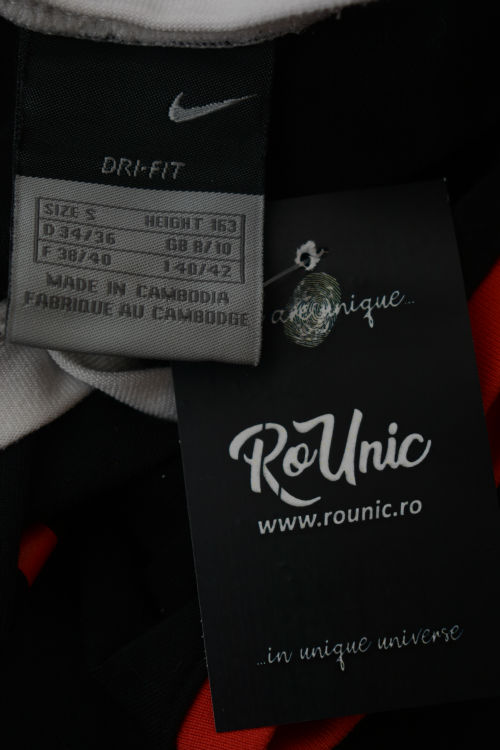 DRI-FIT
SIZE S HEIGHT 163
D 34/36 GB 8/10
F 38/40 I 40/42
MADE IN CAMBODIA
FABRIQUE AU CAMBODGE
are unique...
RoUnic
www.rounic.ro
...in unique universe